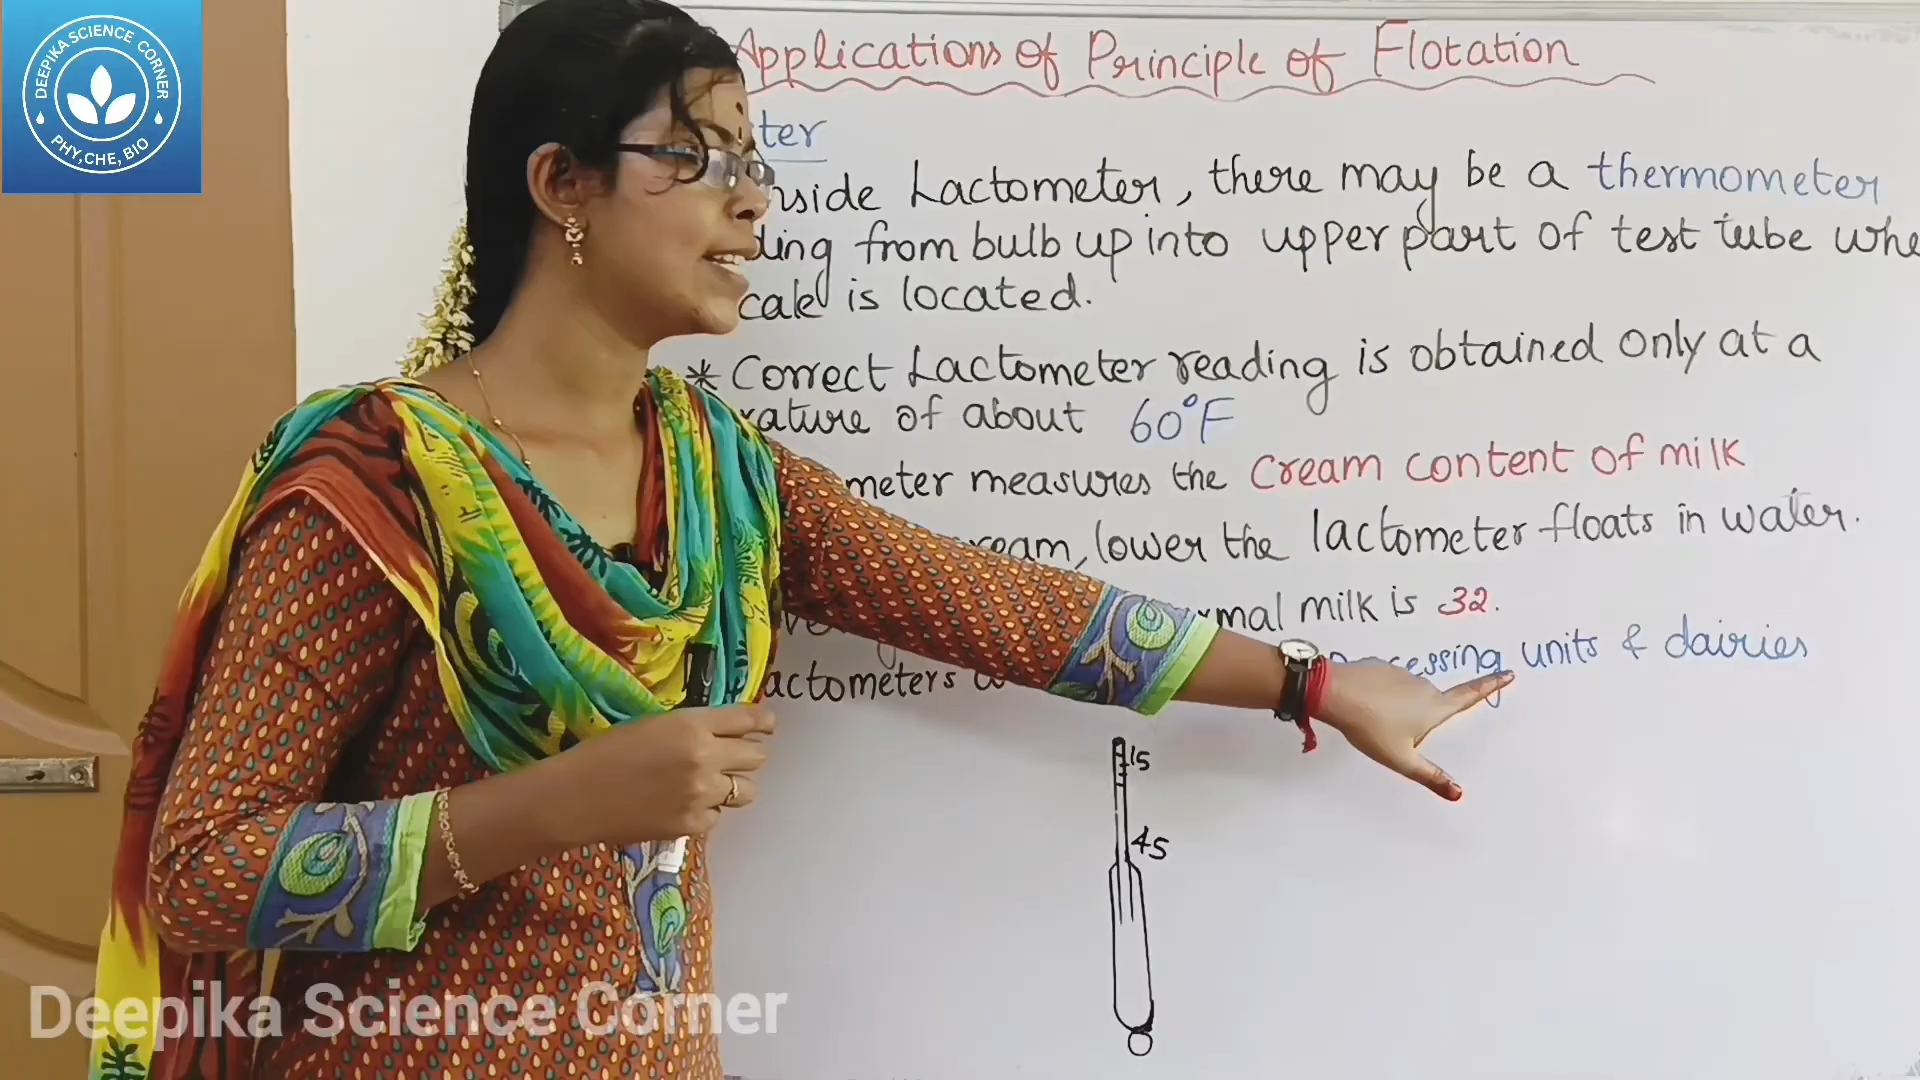 DEEPIKA SCIENCE CORNER
PHY,CHE, BIO
Applications of Principle of Flotation
ter
nside Lactometer, there may be a thermometer
ding from bulb up into upper part of test tube whe
cale is located.
* Correct Lactometer reading is obtained only at a
rature of about 60°F
meter measures the cream content of milk
ream, lower the lactometer floats in water.
rmal milk is 32.
actometers cessing units & dairies
15
45
Deepika Science Corner